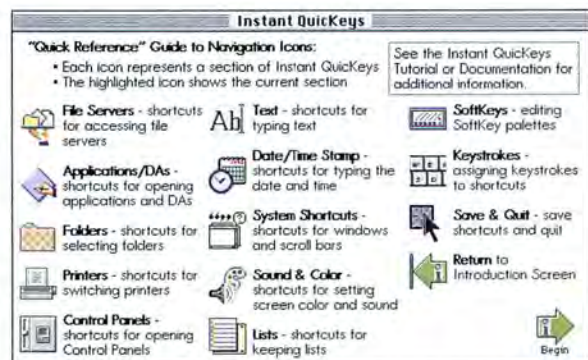 Instant QuicKeys
"Quick Reference" Guide to Navigation Icons:
• Each icon represents a section of Instant QuicKeys
• The highlighted icon shows the current section
See the Instant QuicKeys
Tutorial or Documentation for
additional information.
File Servers - shortcuts
for accessing file
servers
Applications/DAs -
shortcuts for opening
applications and DAs
Folders - shortcuts for
selecting folders
Printers - shortcuts for
switching printers
Control Panels -
shortcuts for opening
Control Panels
Ab
Text - shortcuts for
typing text
Date/Time Stamp -
shortcuts for typing the
date and time
System Shortcuts -
shortcuts for windows
and scroll bars
Sound & Color -
shortcuts for setting
screen color and sound
Lists - shortcuts for
keeping lists
SoftKeys - editing
SoftKey palettes
Keystrokes -
assigning keystrokes
to shortcuts
Save & Quit - save
shortcuts and quit
Return to
Introduction Screen
Begin